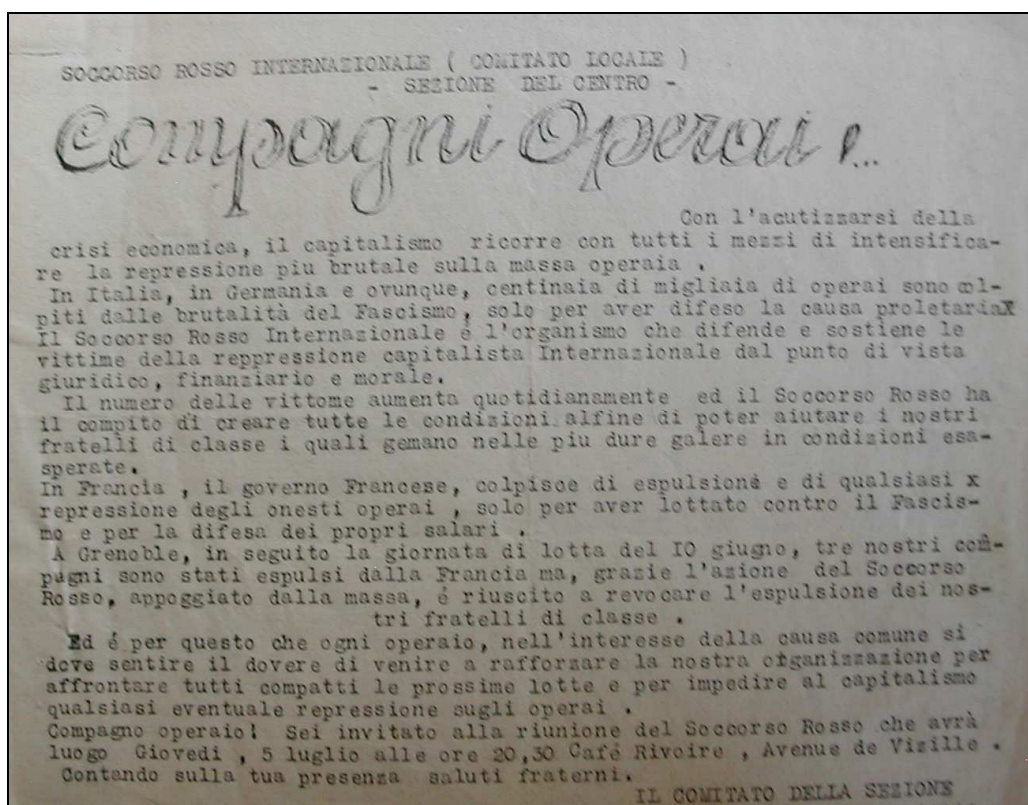 SOCCORSO ROSSO INTERNAZIONALE ( COMITATO LOCALE )
- SEZIONE DEL CENTRO -
Compagni Operai !...
Con l'acutizzarsi della
crisi economica, il capitalismo ricorre con tutti i mezzi di intensifica-
re la repressione piu brutale sulla massa operaia .
In Italia, in Germania e ovunque, centinaia di migliaia di operai sono col-
piti dalle brutalità del Fascismo, solo per aver difeso la causa proletariaX
Il Soccorso Rosso Internazionale é l'organismo che difende e sostiene le
vittime della reppressione capitalista Internazionale dal punto di vista
giuridico, finanziario e morale.
Il numero delle vittome aumenta quotidianamente ed il Soccorso Rosso ha
il compito di creare tutte le condizioni alfine di poter aiutare i nostri
fratelli di classe i quali gemano nelle piu dure galere in condizioni esa-
sperate.
In Francia , il governo Francese, colpisce di espulsioné e di qualsiasi x
repressione degli onesti operai , solo per aver lottato contro il Fascis-
mo e per la difesa dei propri salari .
A Grenoble, in seguito la giornata di lotta del IO giugno, tre nostri com-
pagni sono stati espulsi dalla Francia ma, grazie l'azione del Soccorso
Rosso, appoggiato dalla massa, é riuscito a revocare l'espulsione dei nos-
tri fratelli di classe .
Ed é per questo che ogni operaio, nell'interesse della causa comune si
deve sentire il dovere di venire a rafforzare la nostra organizzazione per
affrontare tutti compatti le prossime lotte e per impedire al capitalismo
qualsiasi eventuale repressione sugli operai .
Compagno operaio! Sei invitato alla riunione del Soccorso Rosso che avrà
luogo Giovedi , 5 luglio alle ore 20,30 Café Rivoire , Avenue de Vizille .
Contando sulla tua presenza saluti fraterni.
IL COMITATO DELLA SEZIONE